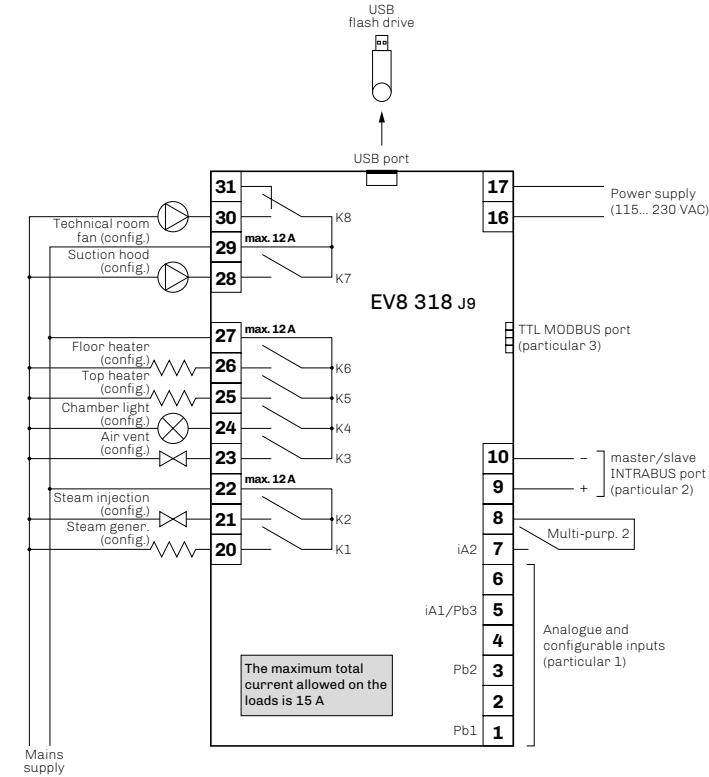 USB
flash drive
USB port
31
30
29
28
27
26
25
24
23
22
21
20
Technical room
fan (config.)
Suction hood
(config.)
Floor heater
(config.)
Top heater
(config.)
Chamber light
(config.)
Air vent
(config.)
Steam injection
(config.)
Steam gener.
(config.)
Mains
supply
max. 12 A
max. 12 A
max. 12 A
K8
K7
K6
K5
K4
K3
K2
K1
EV8 318 J9
The maximum total
current allowed on the
loads is 15 A
17
16
10
9
8
7
6
5
4
3
2
1
iA2
iA1/Pb3
Pb2
Pb1
Power supply
(115... 230 VAC)
TTL MODBUS port
(particular 3)
−
+
master/slave
INTRABUS port
(particular 2)
Multi-purp. 2
Analogue and
configurable inputs
(particular 1)